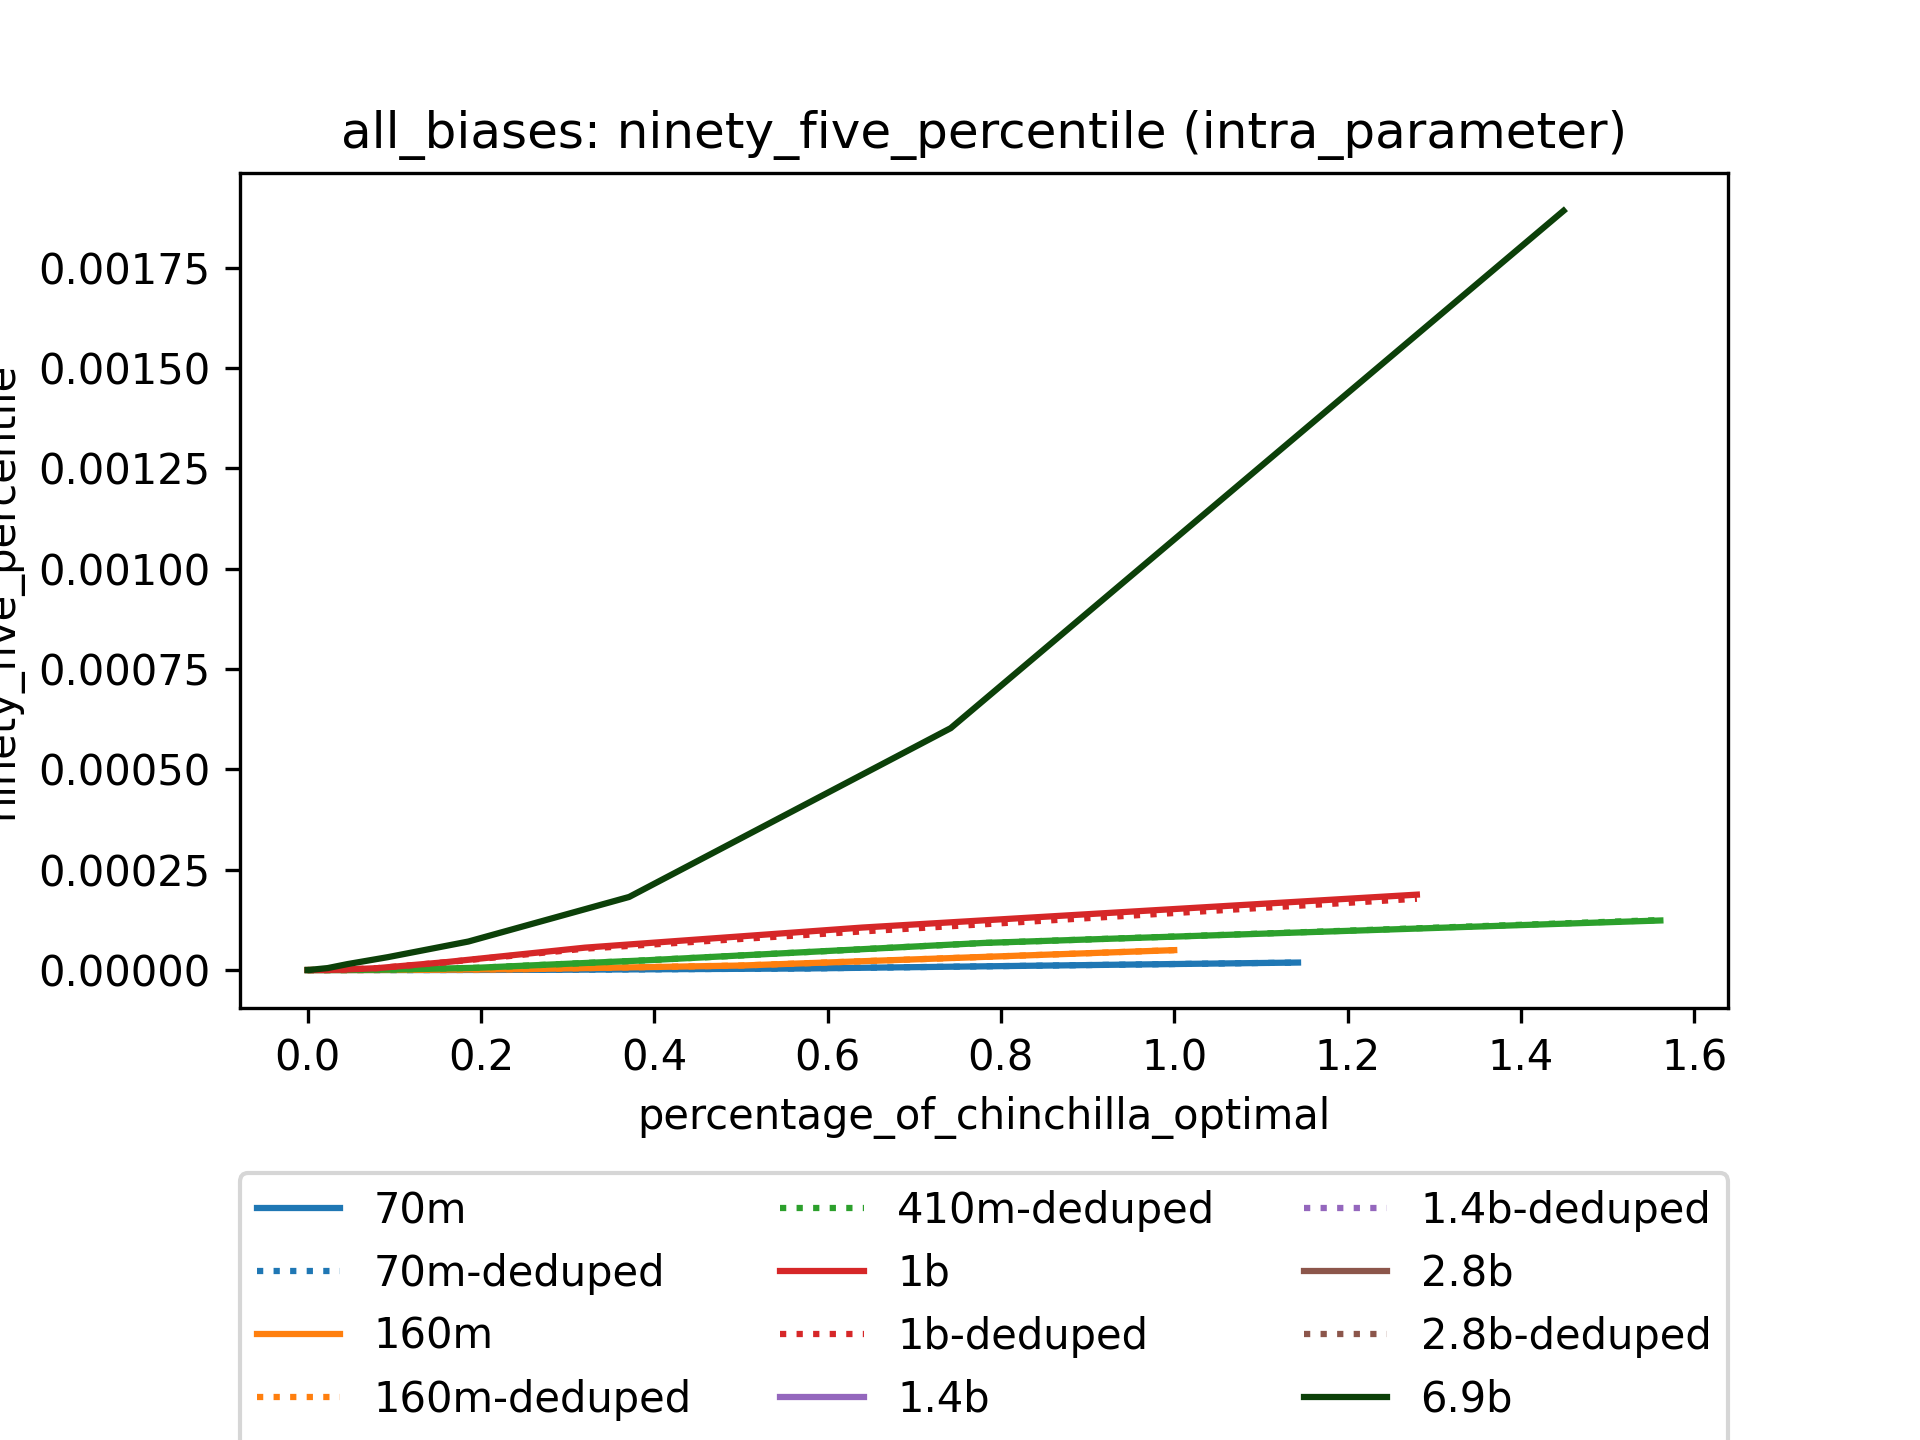 all_biases: ninety_five_percentile (intra_parameter)
0.00175
0.00150
0.00125
0.00100
0.00075
0.00050
0.00025
0.00000
ninety_five_percentile
0.0 0.2 0.4 0.6 0.8 1.0 1.2 1.4 1.6
percentage_of_chinchilla_optimal
70m
70m-deduped
160m
160m-deduped
410m-deduped
1b
1b-deduped
1.4b
1.4b-deduped
2.8b
2.8b-deduped
6.9b